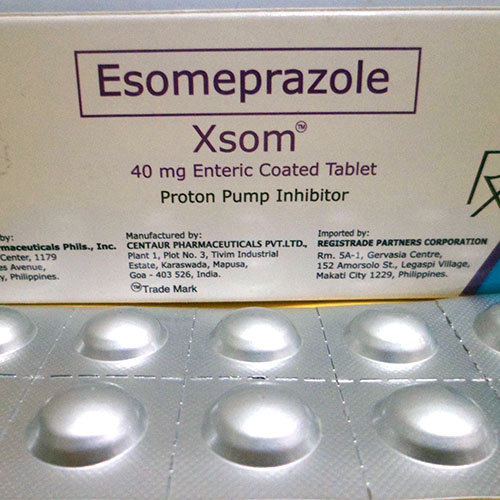 Esomeprazole
Xsom™
40 mg Enteric Coated Tablet
Proton Pump Inhibitor
by:
Phils., Inc.
Center, 1179
Avenue,
Philippines.
Manufactured by:
CENTAUR PHARMACEUTICALS PVT.LTD.,
Plant 1, Plot No. 3, Tivim Industrial
Estate, Karaswada, Mapusa,
Goa - 403 526, India.
™Trade Mark
Imported by:
REGISTRADE PARTNERS CORPORATION
Rm. 5A-1, Gervasia Centre,
152 Amorsolo St., Legaspi Village,
Makati City 1229, Philippines.
Rx